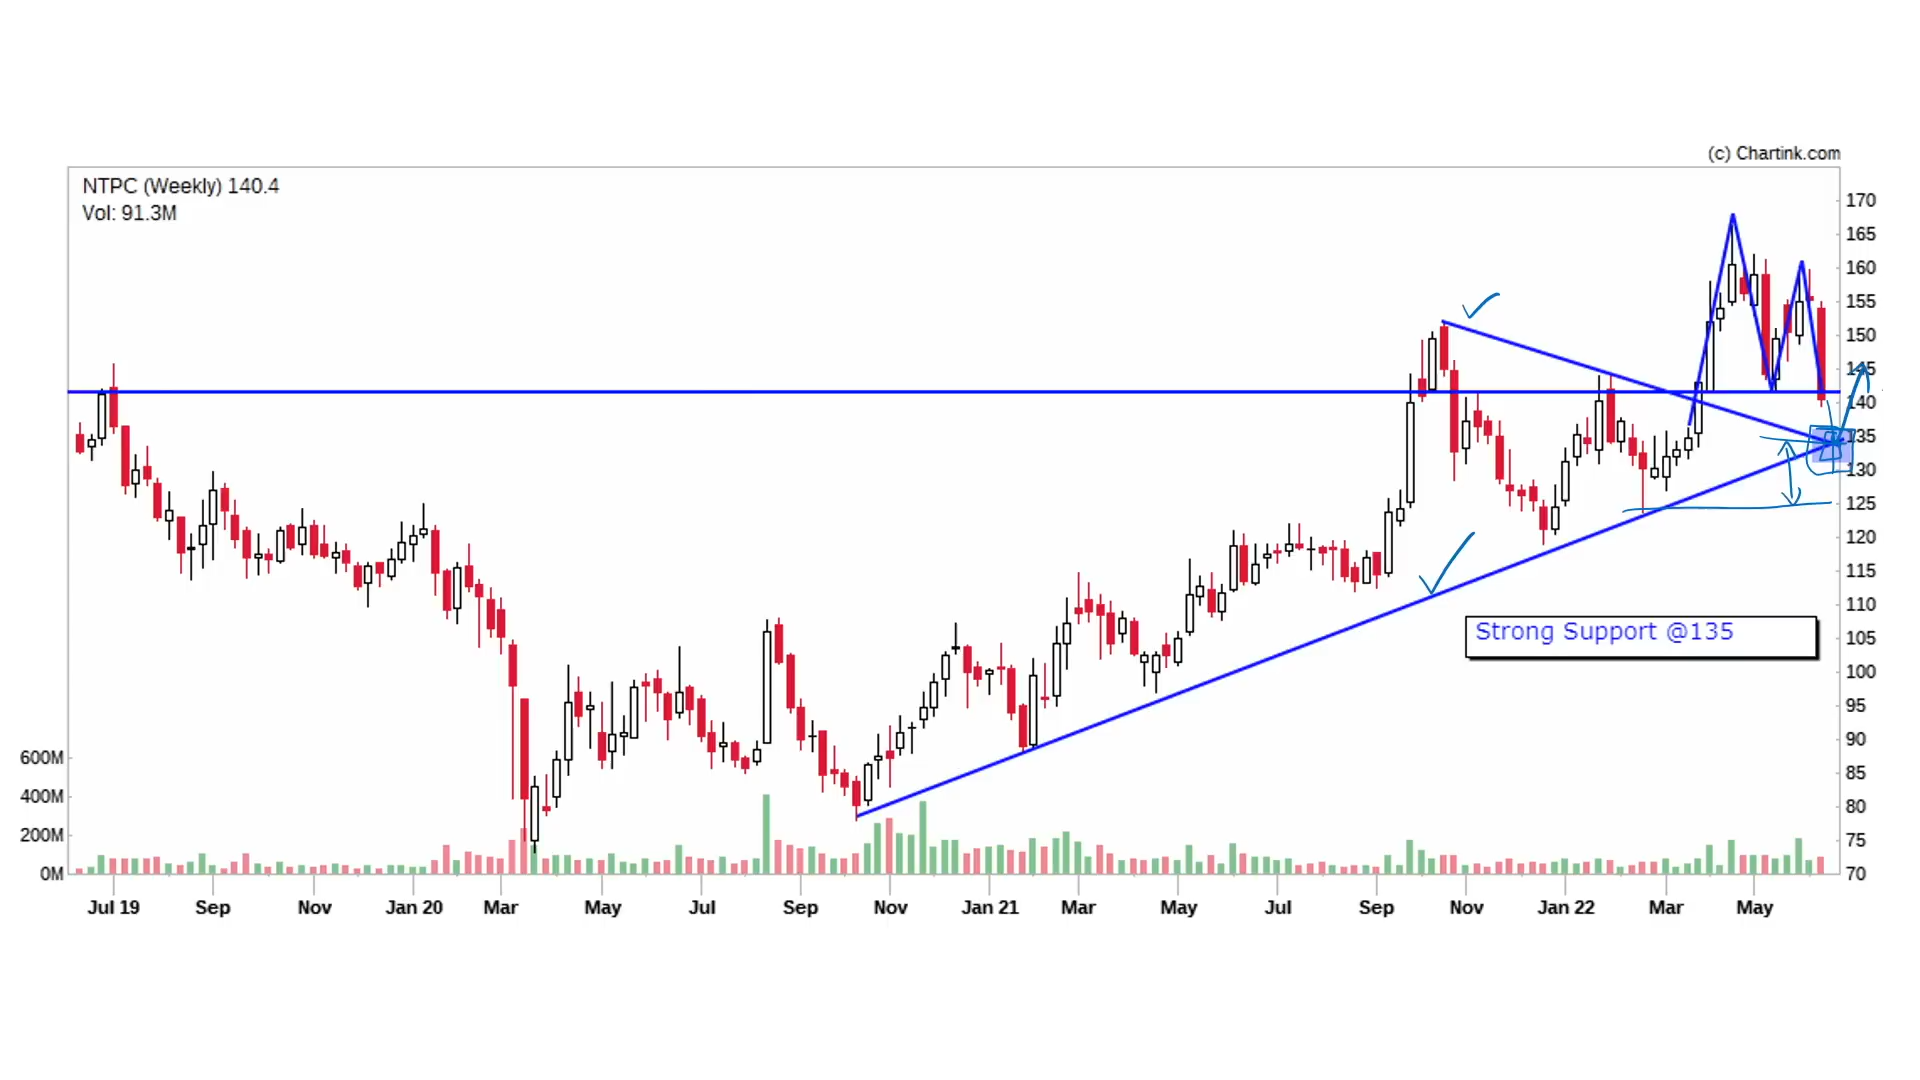 (c) Chartink.com
NTPC (Weekly) 140.4
Vol: 91.3M
170
165
160
155
150
145
140
135
130
125
120
115
110
105
100
95
90
85
80
75
70
Strong Support @135
600M
400M
200M
0M
Jul 19 Sep Nov Jan 20 Mar May Jul Sep Nov Jan 21 Mar May Jul Sep Nov Jan 22 Mar May